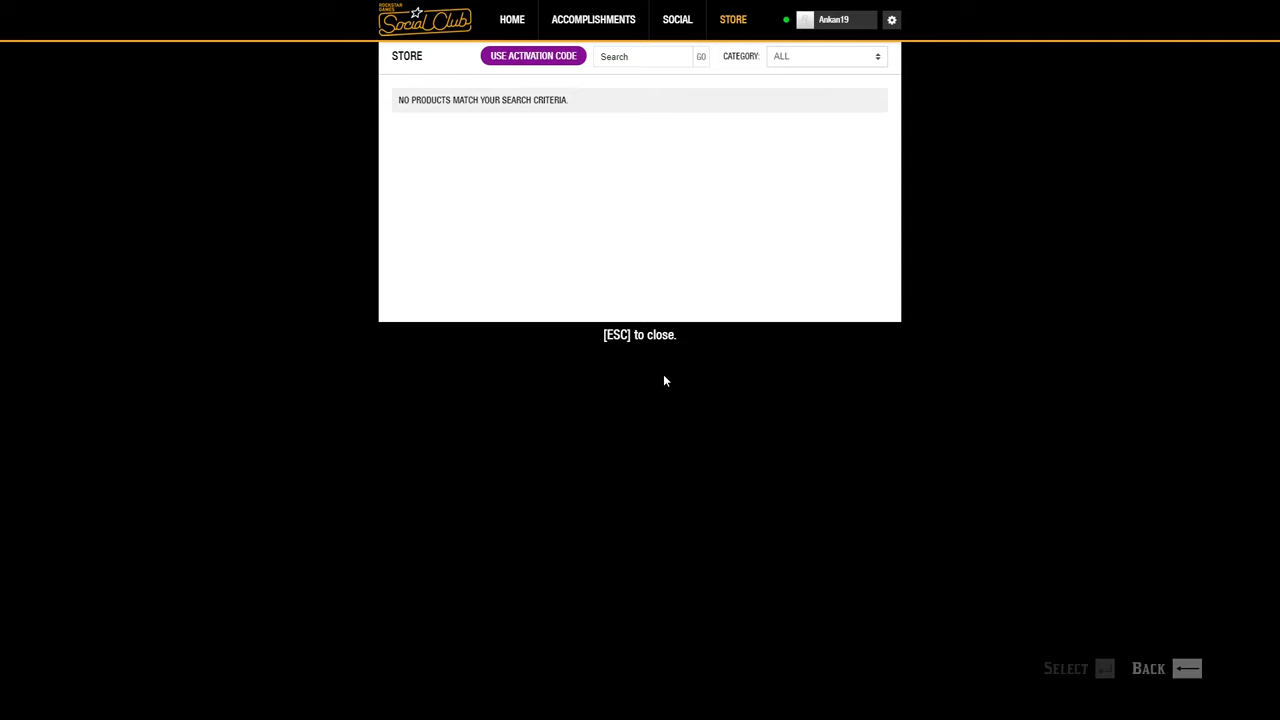 ROCKSTAR GAMES
Social Club
HOME ACCOMPLISHMENTS SOCIAL STORE Ankan19
STORE USE ACTIVATION CODE Search GO CATEGORY: ALL
NO PRODUCTS MATCH YOUR SEARCH CRITERIA.
[ESC] to close.
SELECT BACK